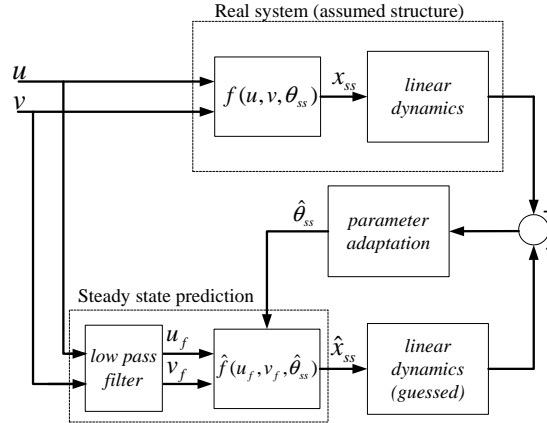 Real system (assumed structure)
u
v
f(u,v,θ_ss)
x_ss
linear
dynamics
θ̂_ss
parameter
adaptation
Steady state prediction
low pass
filter
u_f
v_f
f̂(u_f,v_f,θ̂_ss)
x̂_ss
linear
dynamics
(guessed)